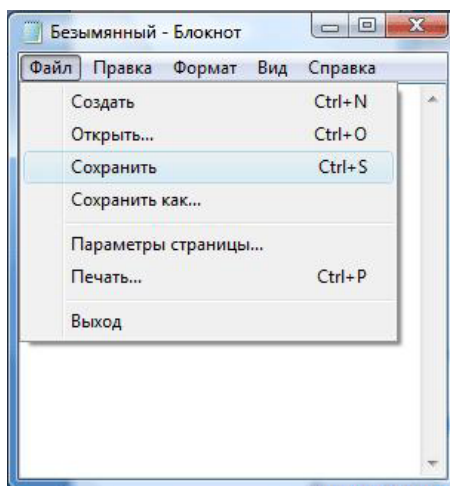 Безымянный - Блокнот
Файл Правка Формат Вид Справка
Создать Ctrl+N
Открыть... Ctrl+O
Сохранить Ctrl+S
Сохранить как...
Параметры страницы...
Печать... Ctrl+P
Выход